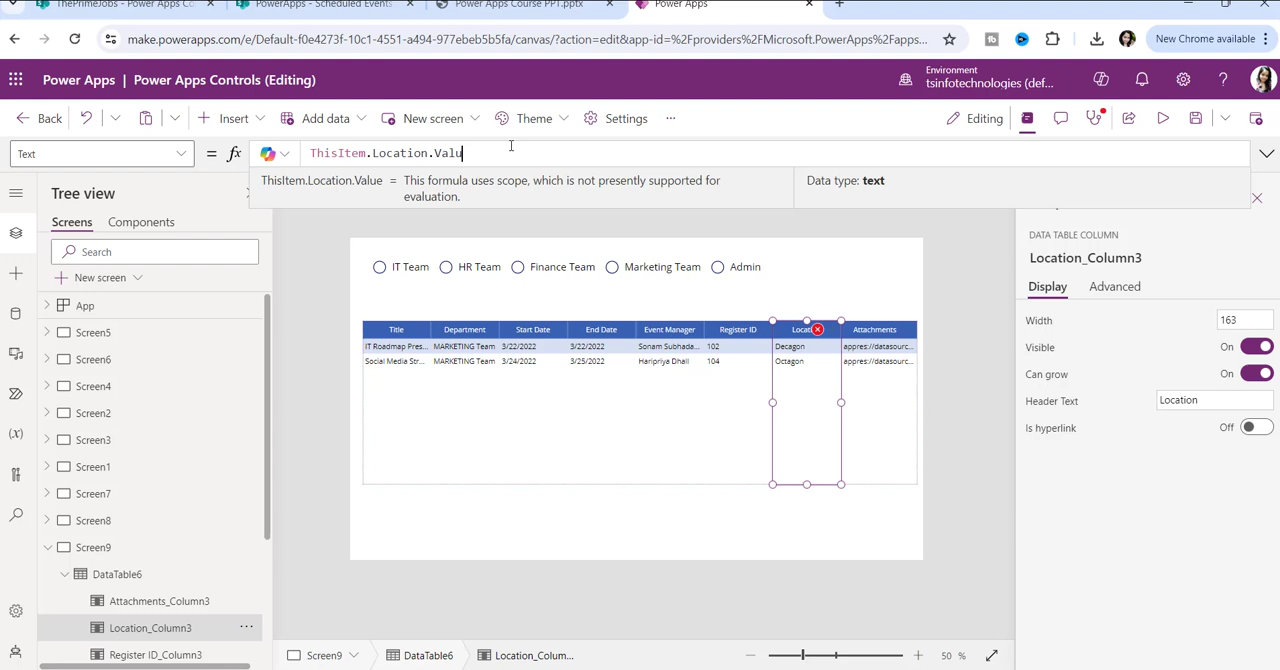 ThePrimeJobs - Power Apps C
PowerApps - Scheduled Events
Power Apps Course PPT.pptx
Power Apps
make.powerapps.com/e/Default-f0e4273f-10c1-4551-a494-977ebeb5b5fa/canvas/?action=edit&app-id=%2Fproviders%2FMicrosoft.PowerApps%2Fapps...
New Chrome available
Power Apps | Power Apps Controls (Editing)
Environment
tsinfotechnologies (def...
Back
Insert
Add data
New screen
Theme
Settings
...
Editing
Text
= fx
ThisItem.Location.Valu
ThisItem.Location.Value = This formula uses scope, which is not presently supported for
evaluation.
Data type: text
Tree view
Screens
Components
Search
New screen
App
Screen5
Screen6
Screen4
Screen2
Screen3
Screen1
Screen7
Screen8
Screen9
DataTable6
Attachments_Column3
Location_Column3
...
Register ID_Column3
IT Team
HR Team
Finance Team
Marketing Team
Admin
Title Department Start Date End Date Event Manager Register ID Locati Attachments
IT Roadmap Pres... MARKETING Team 3/22/2022 3/22/2022 Sonam Subhada... 102 Decagon appres://datasourc...
Social Media Str... MARKETING Team 3/24/2022 3/25/2022 Haripriya Dhall 104 Octagon appres://datasourc...
DATA TABLE COLUMN
Location_Column3
Display
Advanced
Width
163
Visible
On
Can grow
On
Header Text
Location
Is hyperlink
Off
Screen9
DataTable6
Location_Colum...
50 %